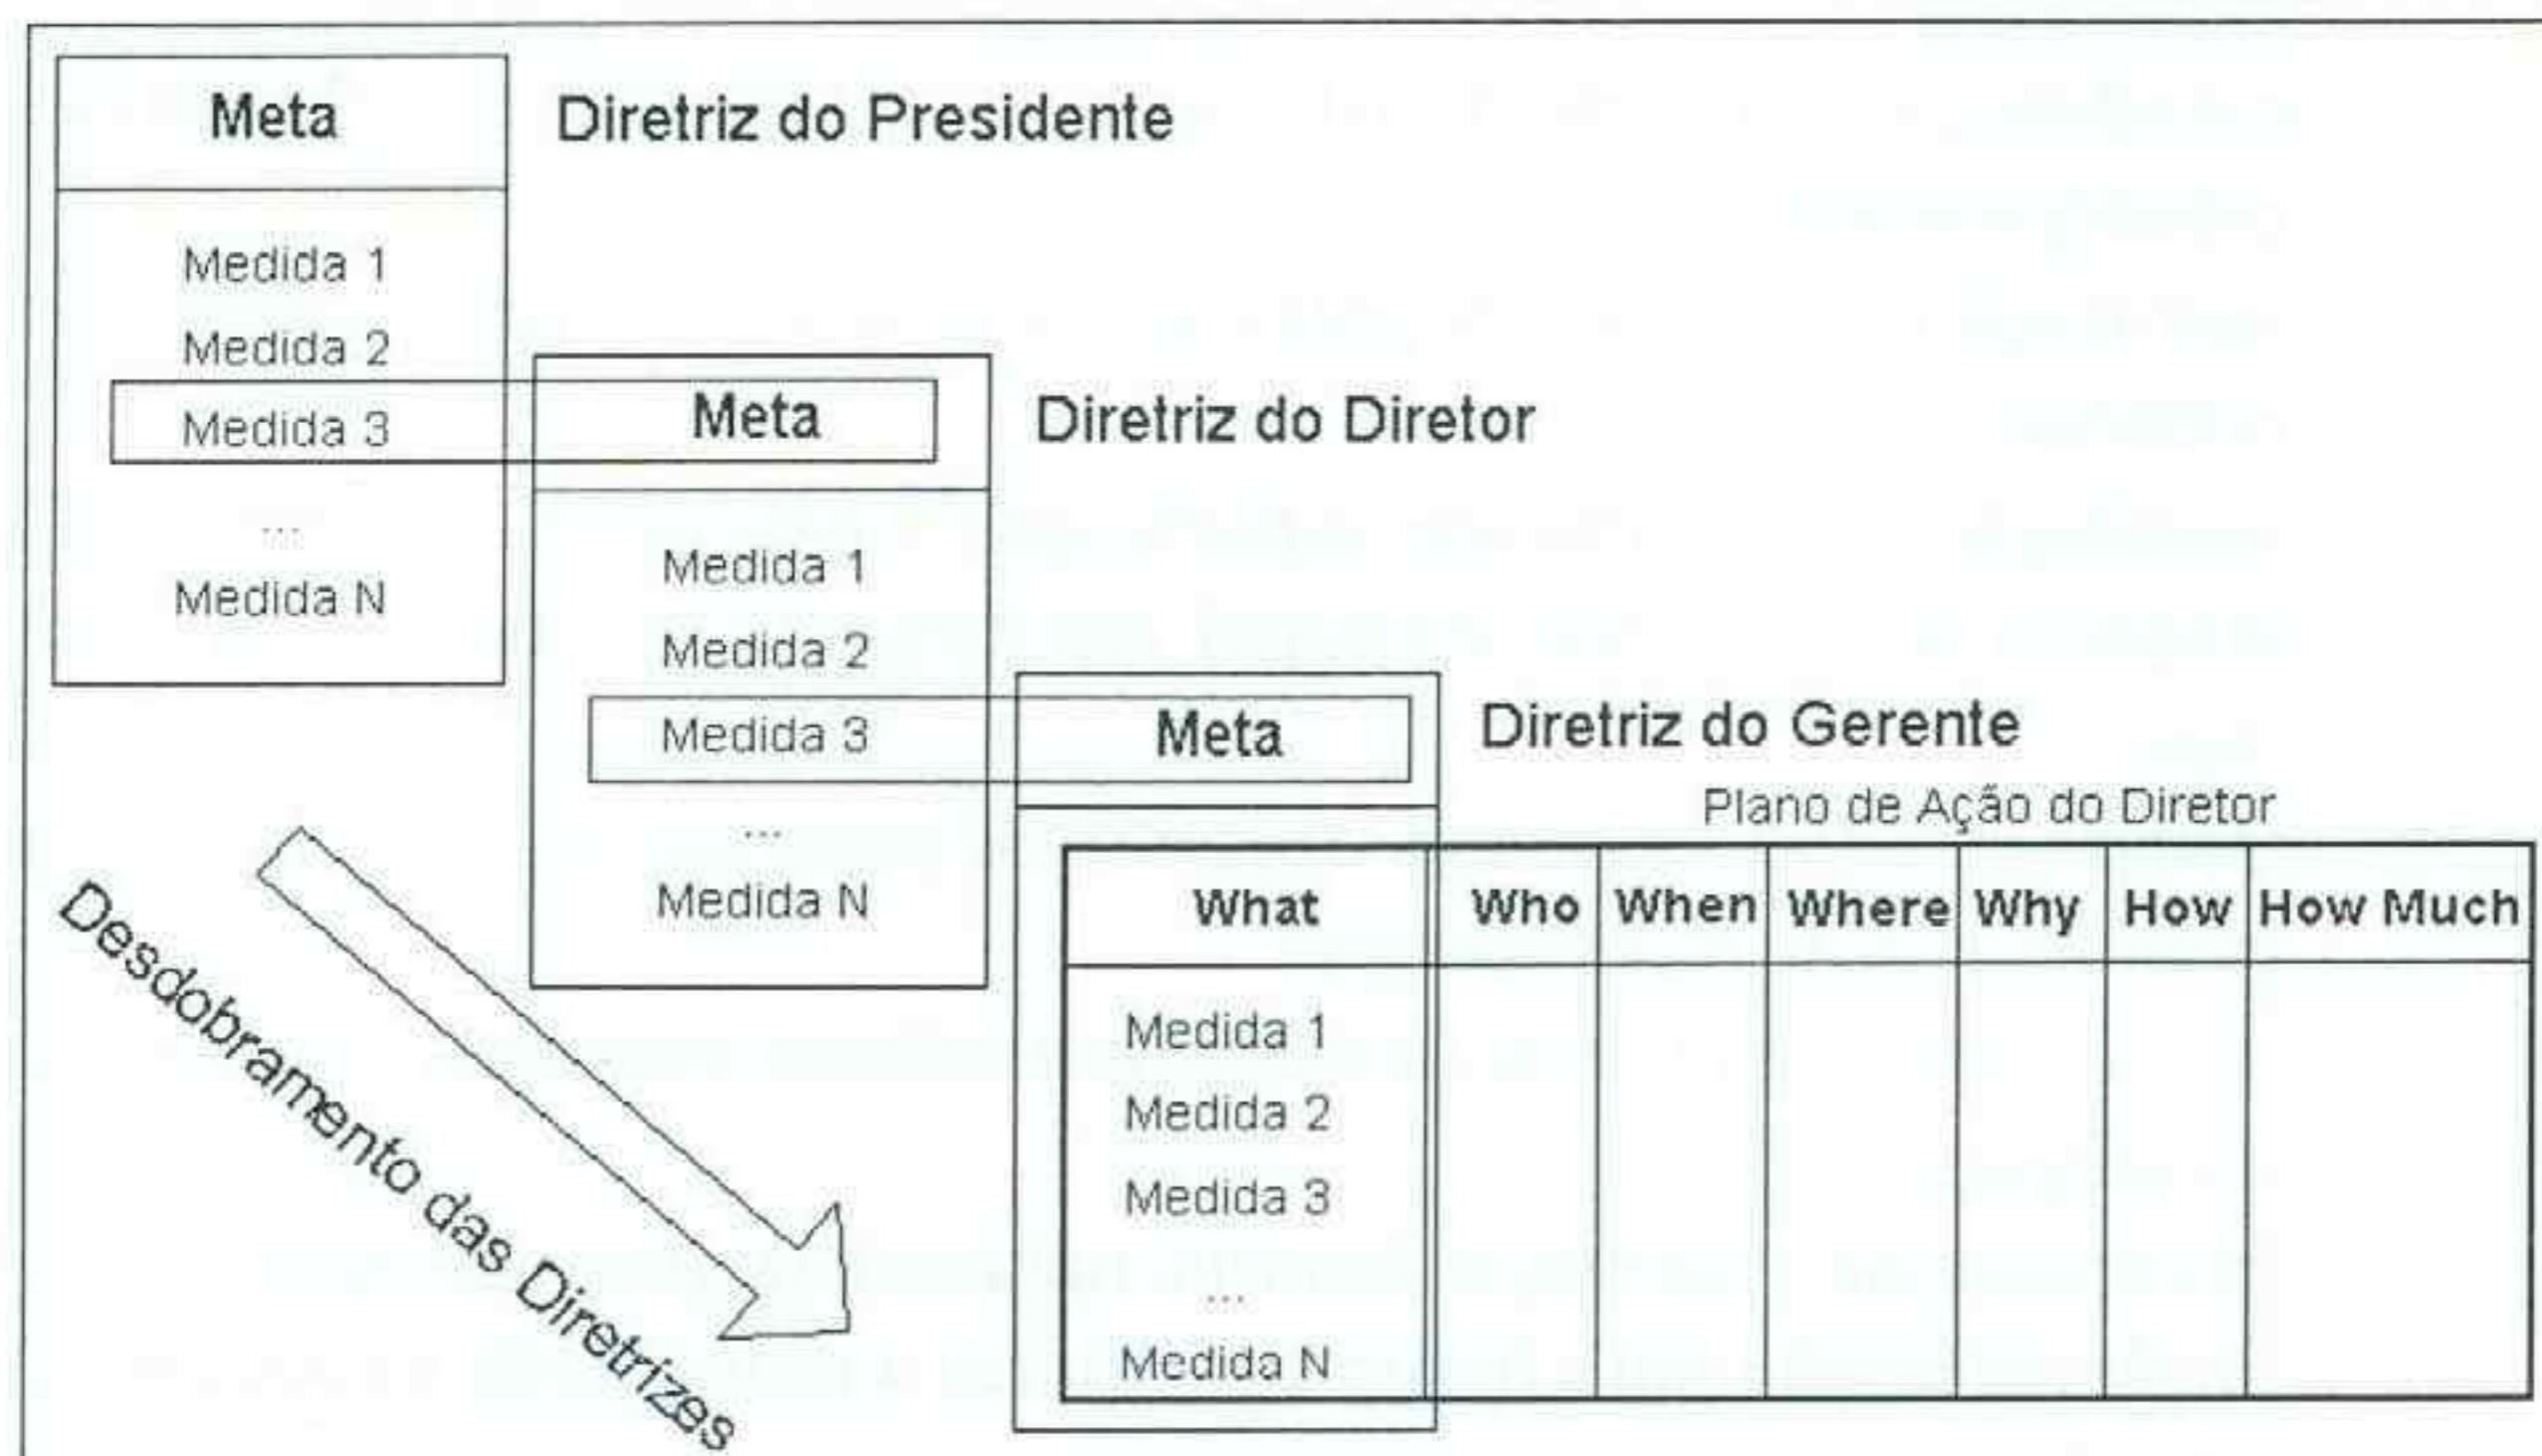 Meta
Diretriz do Presidente
Medida 1
Medida 2
Medida 3
...
Medida N
Meta
Diretriz do Diretor
Medida 1
Medida 2
Medida 3
...
Medida N
Meta
Diretriz do Gerente
Plano de Ação do Diretor
What Who When Where Why How How Much
Medida 1
Medida 2
Medida 3
...
Medida N
Desdobramento das Diretrizes